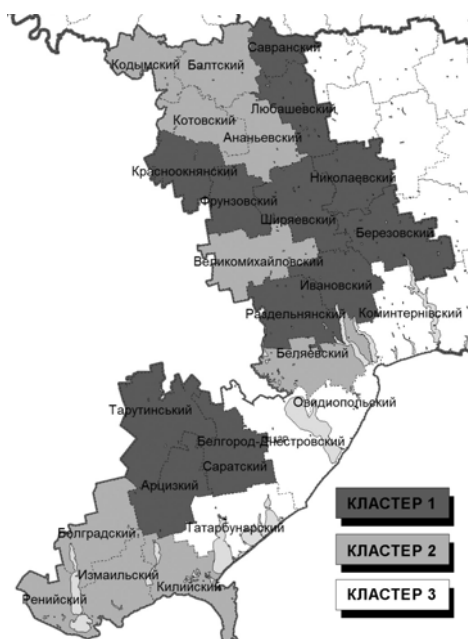 Савранский
Кодымский
Балтский
Любашевский
Котовский
Ананьевский
Красноокнянский
Николаевский
Фрунзовский
Ширяевский
Березовский
Великомихайловский
Ивановский
Раздельнянский
Коминтернівский
Беляевский
Овидиопольский
Тарутинський
Белгород-Днестровский
Саратский
Арцизкий
Татарбунарский
Болградский
Измаильский
Килийский
Ренийский
КЛАСТЕР 1
КЛАСТЕР 2
КЛАСТЕР 3